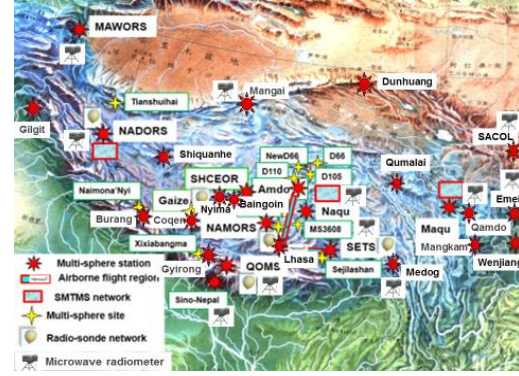 MAWORS
Dunhuang
Mangai
Tianshuihai
Gilgit
NADORS
SACOL
NewD66
D66
Shiquanhe
D110
D105
Qumalai
SHCEOR
Amdo
Naimona'Nyi
Gaize
Nyima
Baingoin
Naqu
Emei
Burang
Coqen
NAMORS
MS3608
Maqu
Qamdo
Mangkam
Wenjiang
Xixiabangma
Lhasa
SETS
Gyirong
QOMS
Sejilashan
Medog
Sino-Nepal
Multi-sphere station
Airborne flight region
SMTMS network
Multi-sphere site
Radio-sonde network
Microwave radiometer